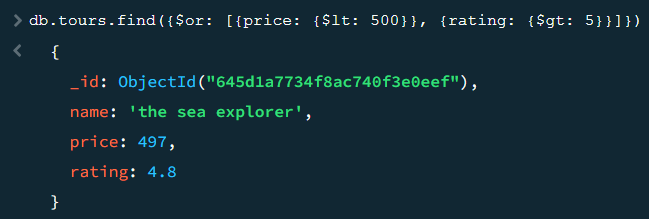 > db.tours.find({$or: [{price: {$lt: 500}}, {rating: {$gt: 5}}]})
< {
_id: ObjectId("645d1a7734f8ac740f3e0eef"),
name: 'the sea explorer',
price: 497,
rating: 4.8
}